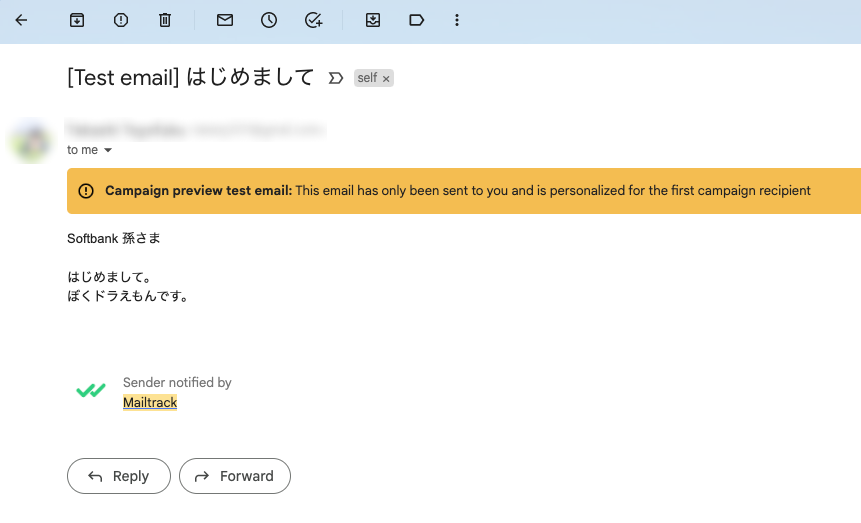 [Test email] はじめまして self ×
to me
Campaign preview test email: This email has only been sent to you and is personalized for the first campaign recipient
Softbank 孫さま
はじめまして。
ぼくドラえもんです。
Sender notified by
Mailtrack
Reply Forward